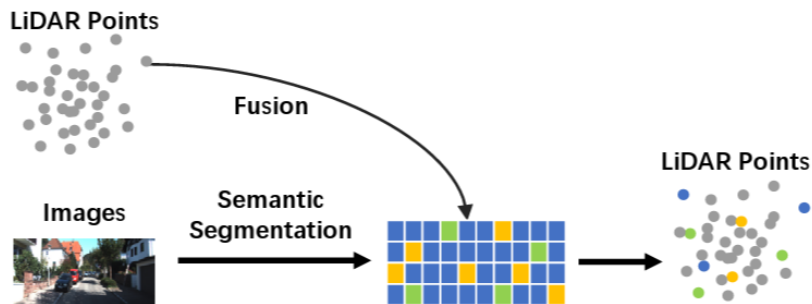 LiDAR Points
Fusion
LiDAR Points
Images
Semantic
Segmentation